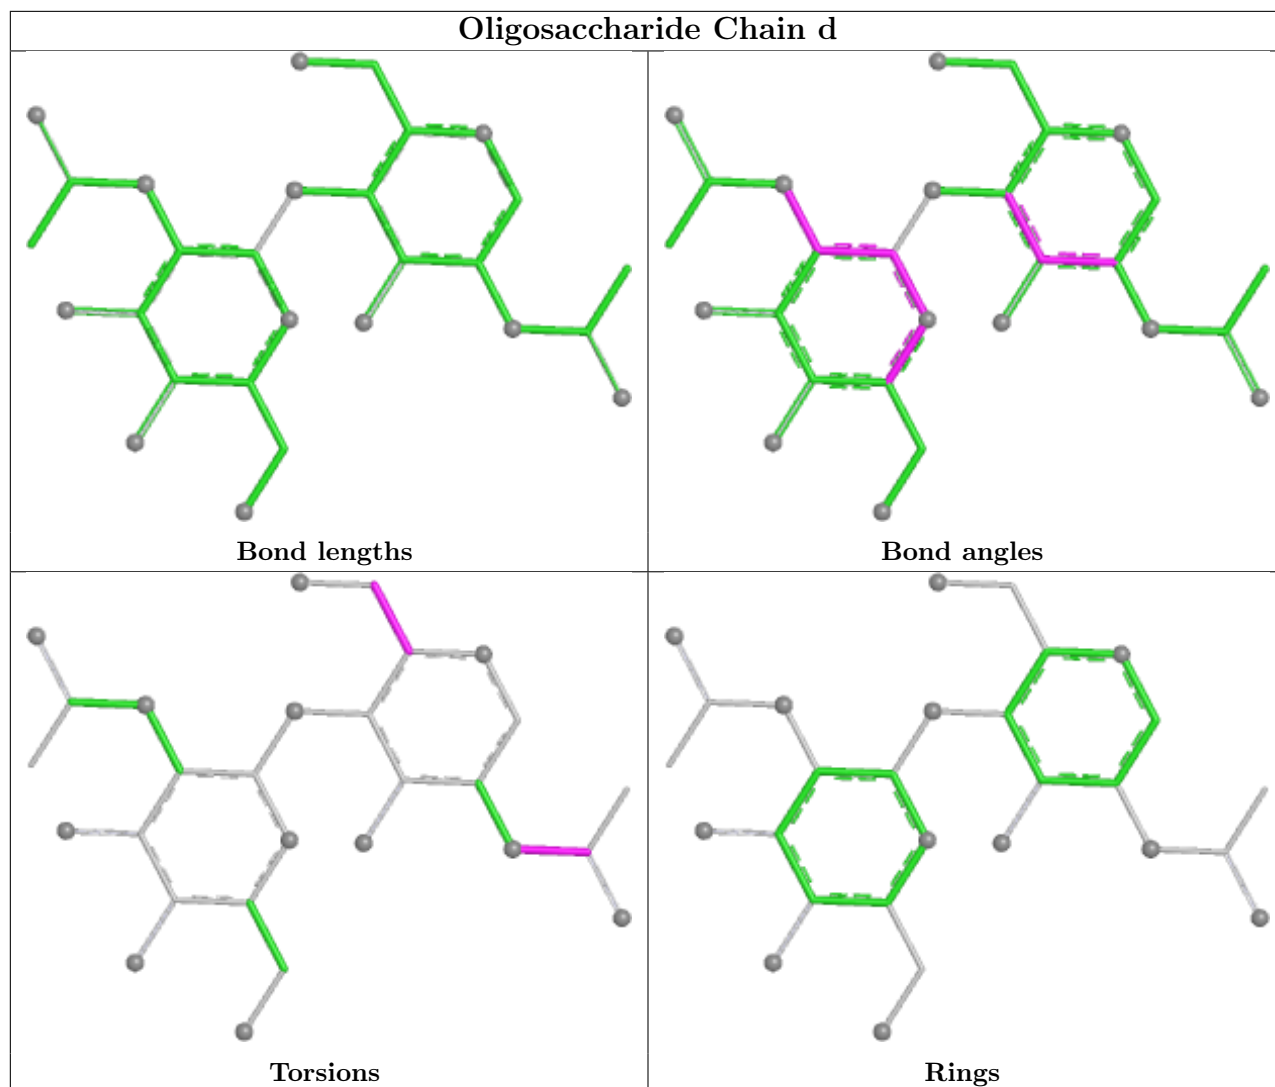 Oligosaccharide Chain d
Bond lengths
Bond angles
Torsions
Rings